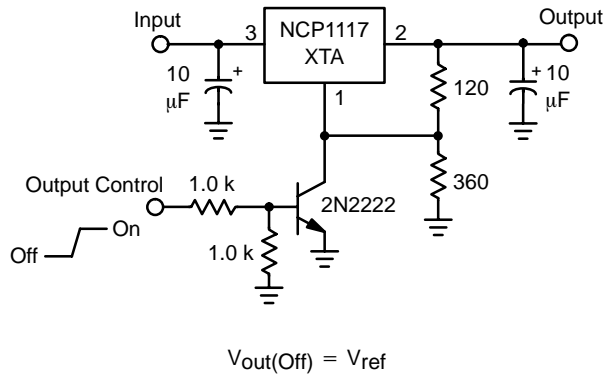 Input
Output
NCP1117
XTA
3
2
1
10
μF
+
120
+
10
μF
360
Output Control
1.0 k
1.0 k
2N2222
On
Off
Vout(Off) = Vref